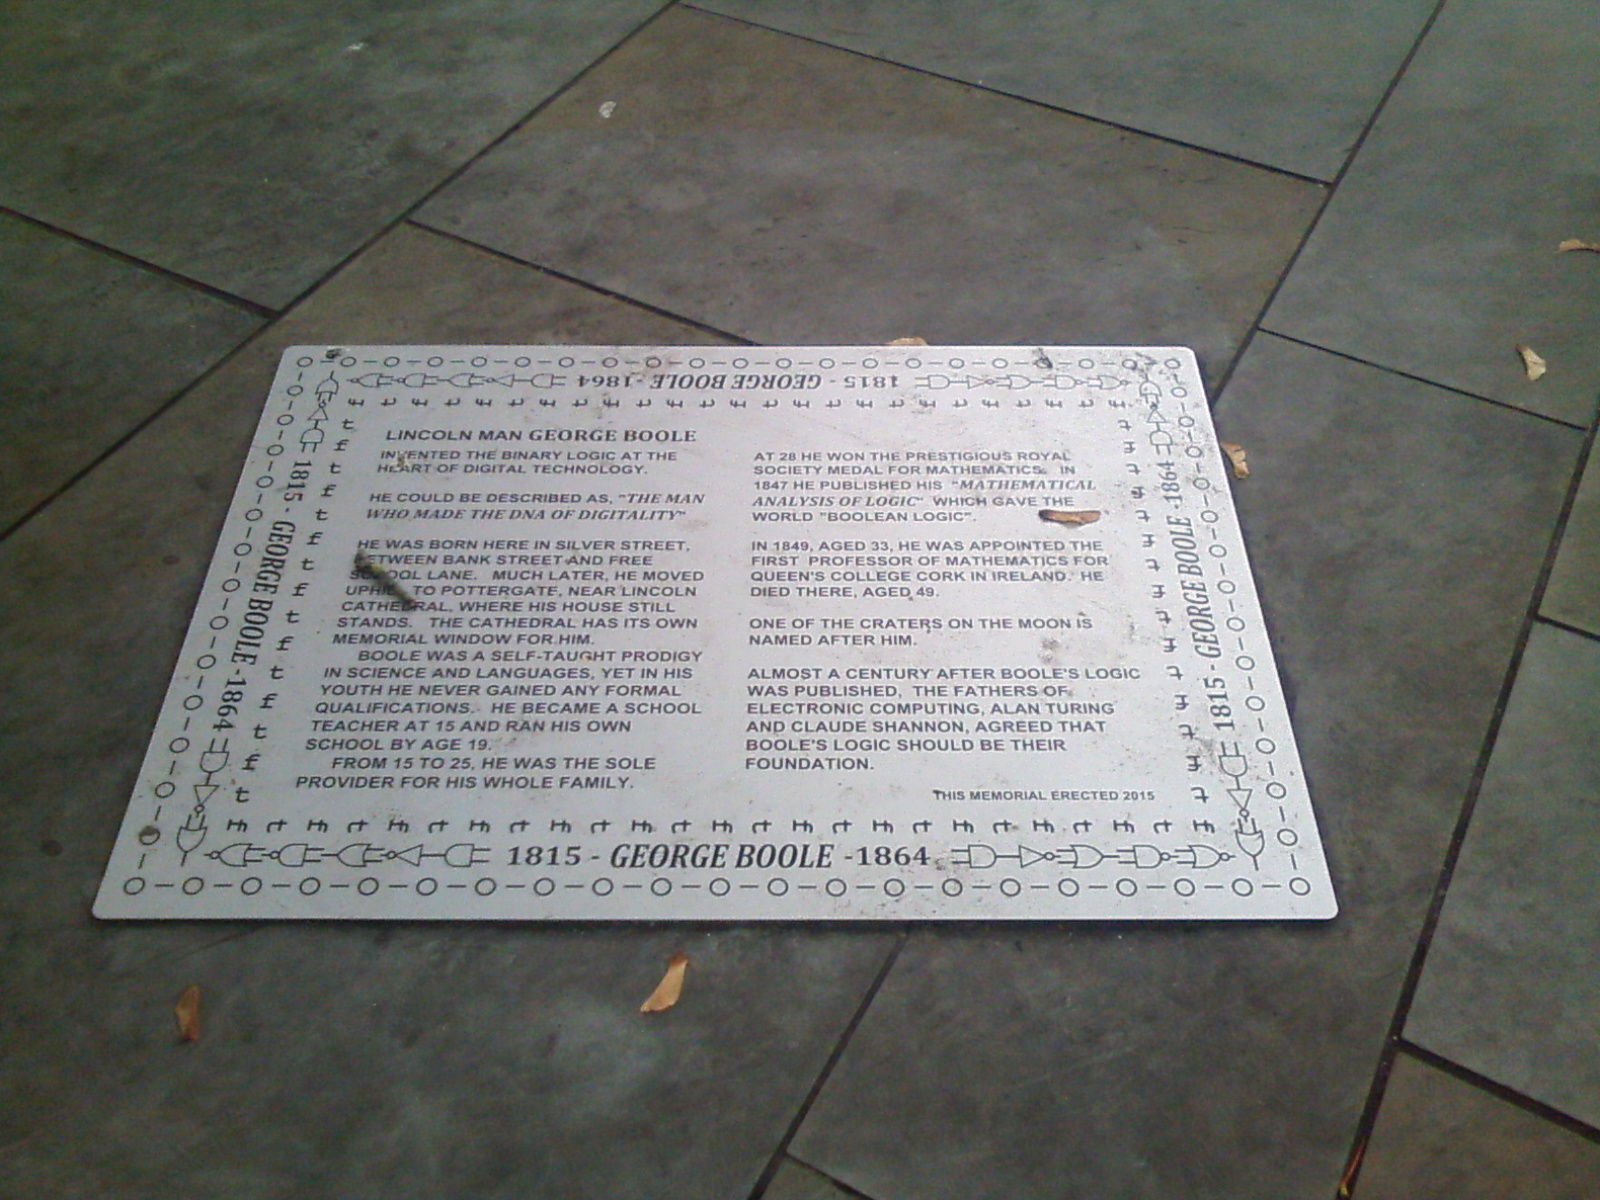 1815 - GEORGE BOOLE - 1864
LINCOLN MAN GEORGE BOOLE
INVENTED THE BINARY LOGIC AT THE
HEART OF DIGITAL TECHNOLOGY.
HE COULD BE DESCRIBED AS, "THE MAN
WHO MADE THE DNA OF DIGITALITY"
HE WAS BORN HERE IN SILVER STREET,
BETWEEN BANK STREET AND FREE
SCHOOL LANE. MUCH LATER, HE MOVED
UPHILL TO POTTERGATE, NEAR LINCOLN
CATHEDRAL, WHERE HIS HOUSE STILL
STANDS. THE CATHEDRAL HAS ITS OWN
MEMORIAL WINDOW FOR HIM.
BOOLE WAS A SELF-TAUGHT PRODIGY
IN SCIENCE AND LANGUAGES, YET IN HIS
YOUTH HE NEVER GAINED ANY FORMAL
QUALIFICATIONS. HE BECAME A SCHOOL
TEACHER AT 15 AND RAN HIS OWN
SCHOOL BY AGE 19.
FROM 15 TO 25, HE WAS THE SOLE
PROVIDER FOR HIS WHOLE FAMILY.
AT 28 HE WON THE PRESTIGIOUS ROYAL
SOCIETY MEDAL FOR MATHEMATICS. IN
1847 HE PUBLISHED HIS "MATHEMATICAL
ANALYSIS OF LOGIC" WHICH GAVE THE
WORLD "BOOLEAN LOGIC".
IN 1849, AGED 33, HE WAS APPOINTED THE
FIRST PROFESSOR OF MATHEMATICS FOR
QUEEN'S COLLEGE CORK IN IRELAND. HE
DIED THERE, AGED 49.
ONE OF THE CRATERS ON THE MOON IS
NAMED AFTER HIM.
ALMOST A CENTURY AFTER BOOLE'S LOGIC
WAS PUBLISHED, THE FATHERS OF
ELECTRONIC COMPUTING, ALAN TURING
AND CLAUDE SHANNON, AGREED THAT
BOOLE'S LOGIC SHOULD BE THEIR
FOUNDATION.
THIS MEMORIAL ERECTED 2015
1815 - GEORGE BOOLE -1864
1815 - GEORGE BOOLE -1864
1815 - GEORGE BOOLE -1864